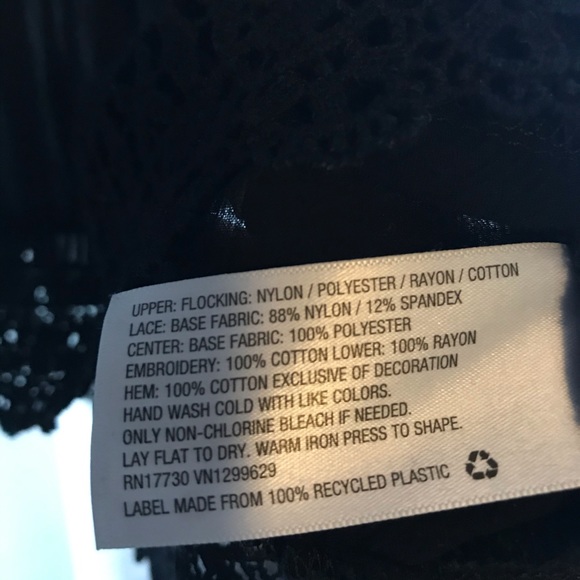 UPPER: FLOCKING: NYLON / POLYESTER / RAYON / COTTON
LACE: BASE FABRIC: 88% NYLON / 12% SPANDEX
CENTER: BASE FABRIC: 100% POLYESTER
EMBROIDERY: 100% COTTON LOWER: 100% RAYON
HEM: 100% COTTON EXCLUSIVE OF DECORATION
HAND WASH COLD WITH LIKE COLORS.
ONLY NON-CHLORINE BLEACH IF NEEDED.
LAY FLAT TO DRY. WARM IRON PRESS TO SHAPE.
RN17730 VN1299629
LABEL MADE FROM 100% RECYCLED PLASTIC